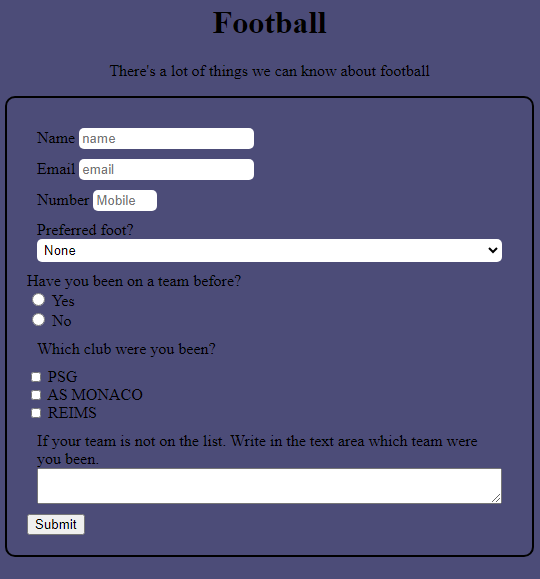 Football
There's a lot of things we can know about football
Name name
Email email
Number Mobile
Preferred foot?
None
Have you been on a team before?
Yes
No
Which club were you been?
PSG
AS MONACO
REIMS
If your team is not on the list. Write in the text area which team were
you been.
Submit